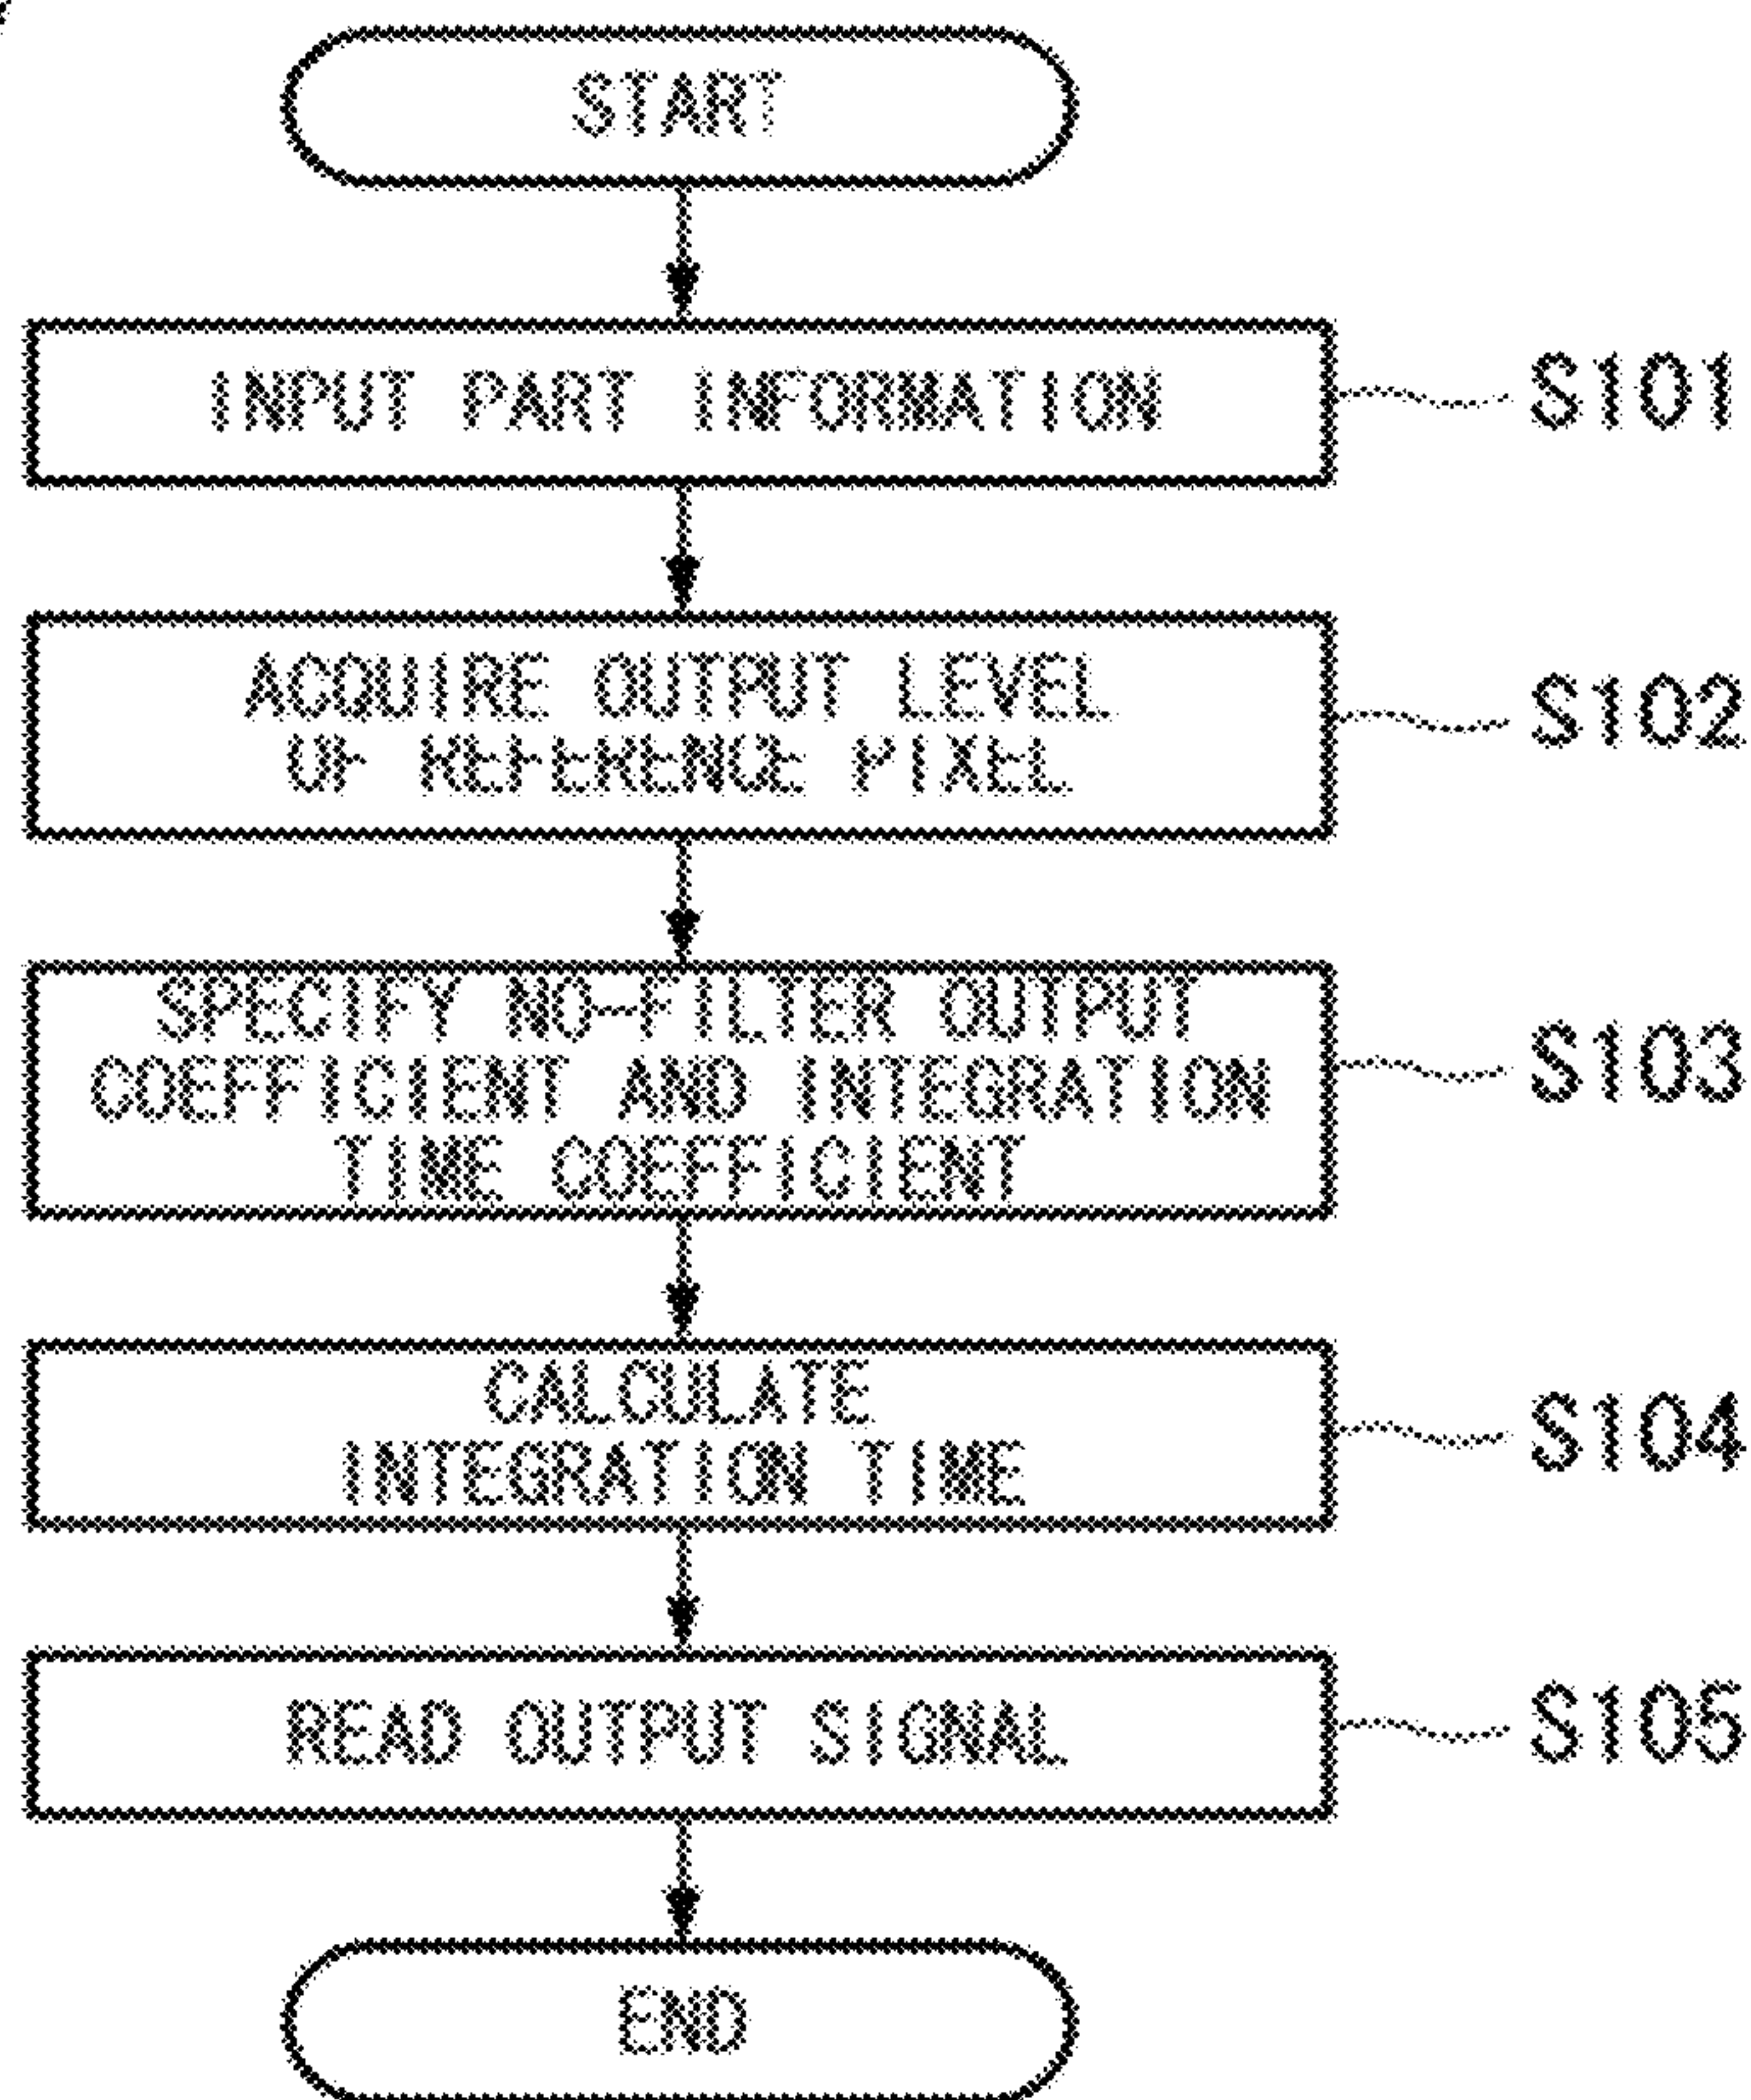 START
INPUT PART INFORMATION
S101
ACQUIRE OUTPUT LEVEL
OF REFERENCE PIXEL
S102
SPECIFY NO-FILTER OUTPUT
COEFFICIENT AND INTEGRATION
TIME COEFFICIENT
S103
CALCULATE
INTEGRATION TIME
S104
READ OUTPUT SIGNAL
S105
END